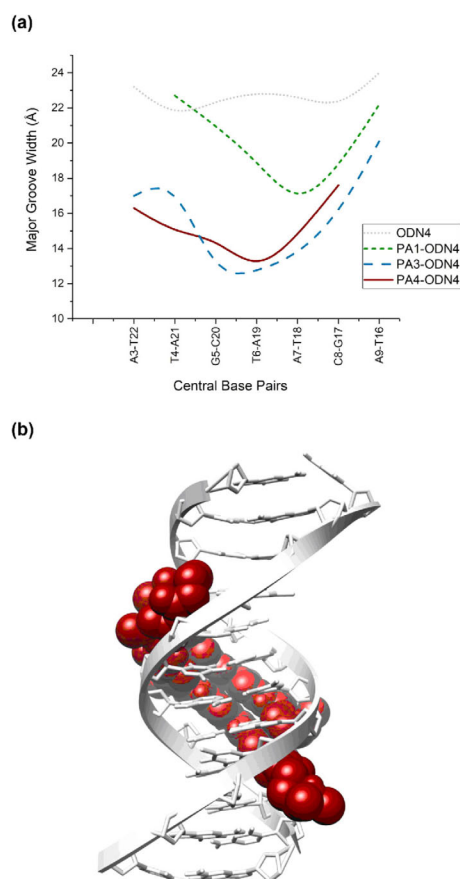 (a)
Major Groove Width (Å)
24
22
20
18
16
14
12
10
ODN4
PA1-ODN4
PA3-ODN4
PA4-ODN4
A3-T22
T4-A21
G5-C20
T6-A19
A7-T18
C8-G17
A9-T16
Central Base Pairs
(b)